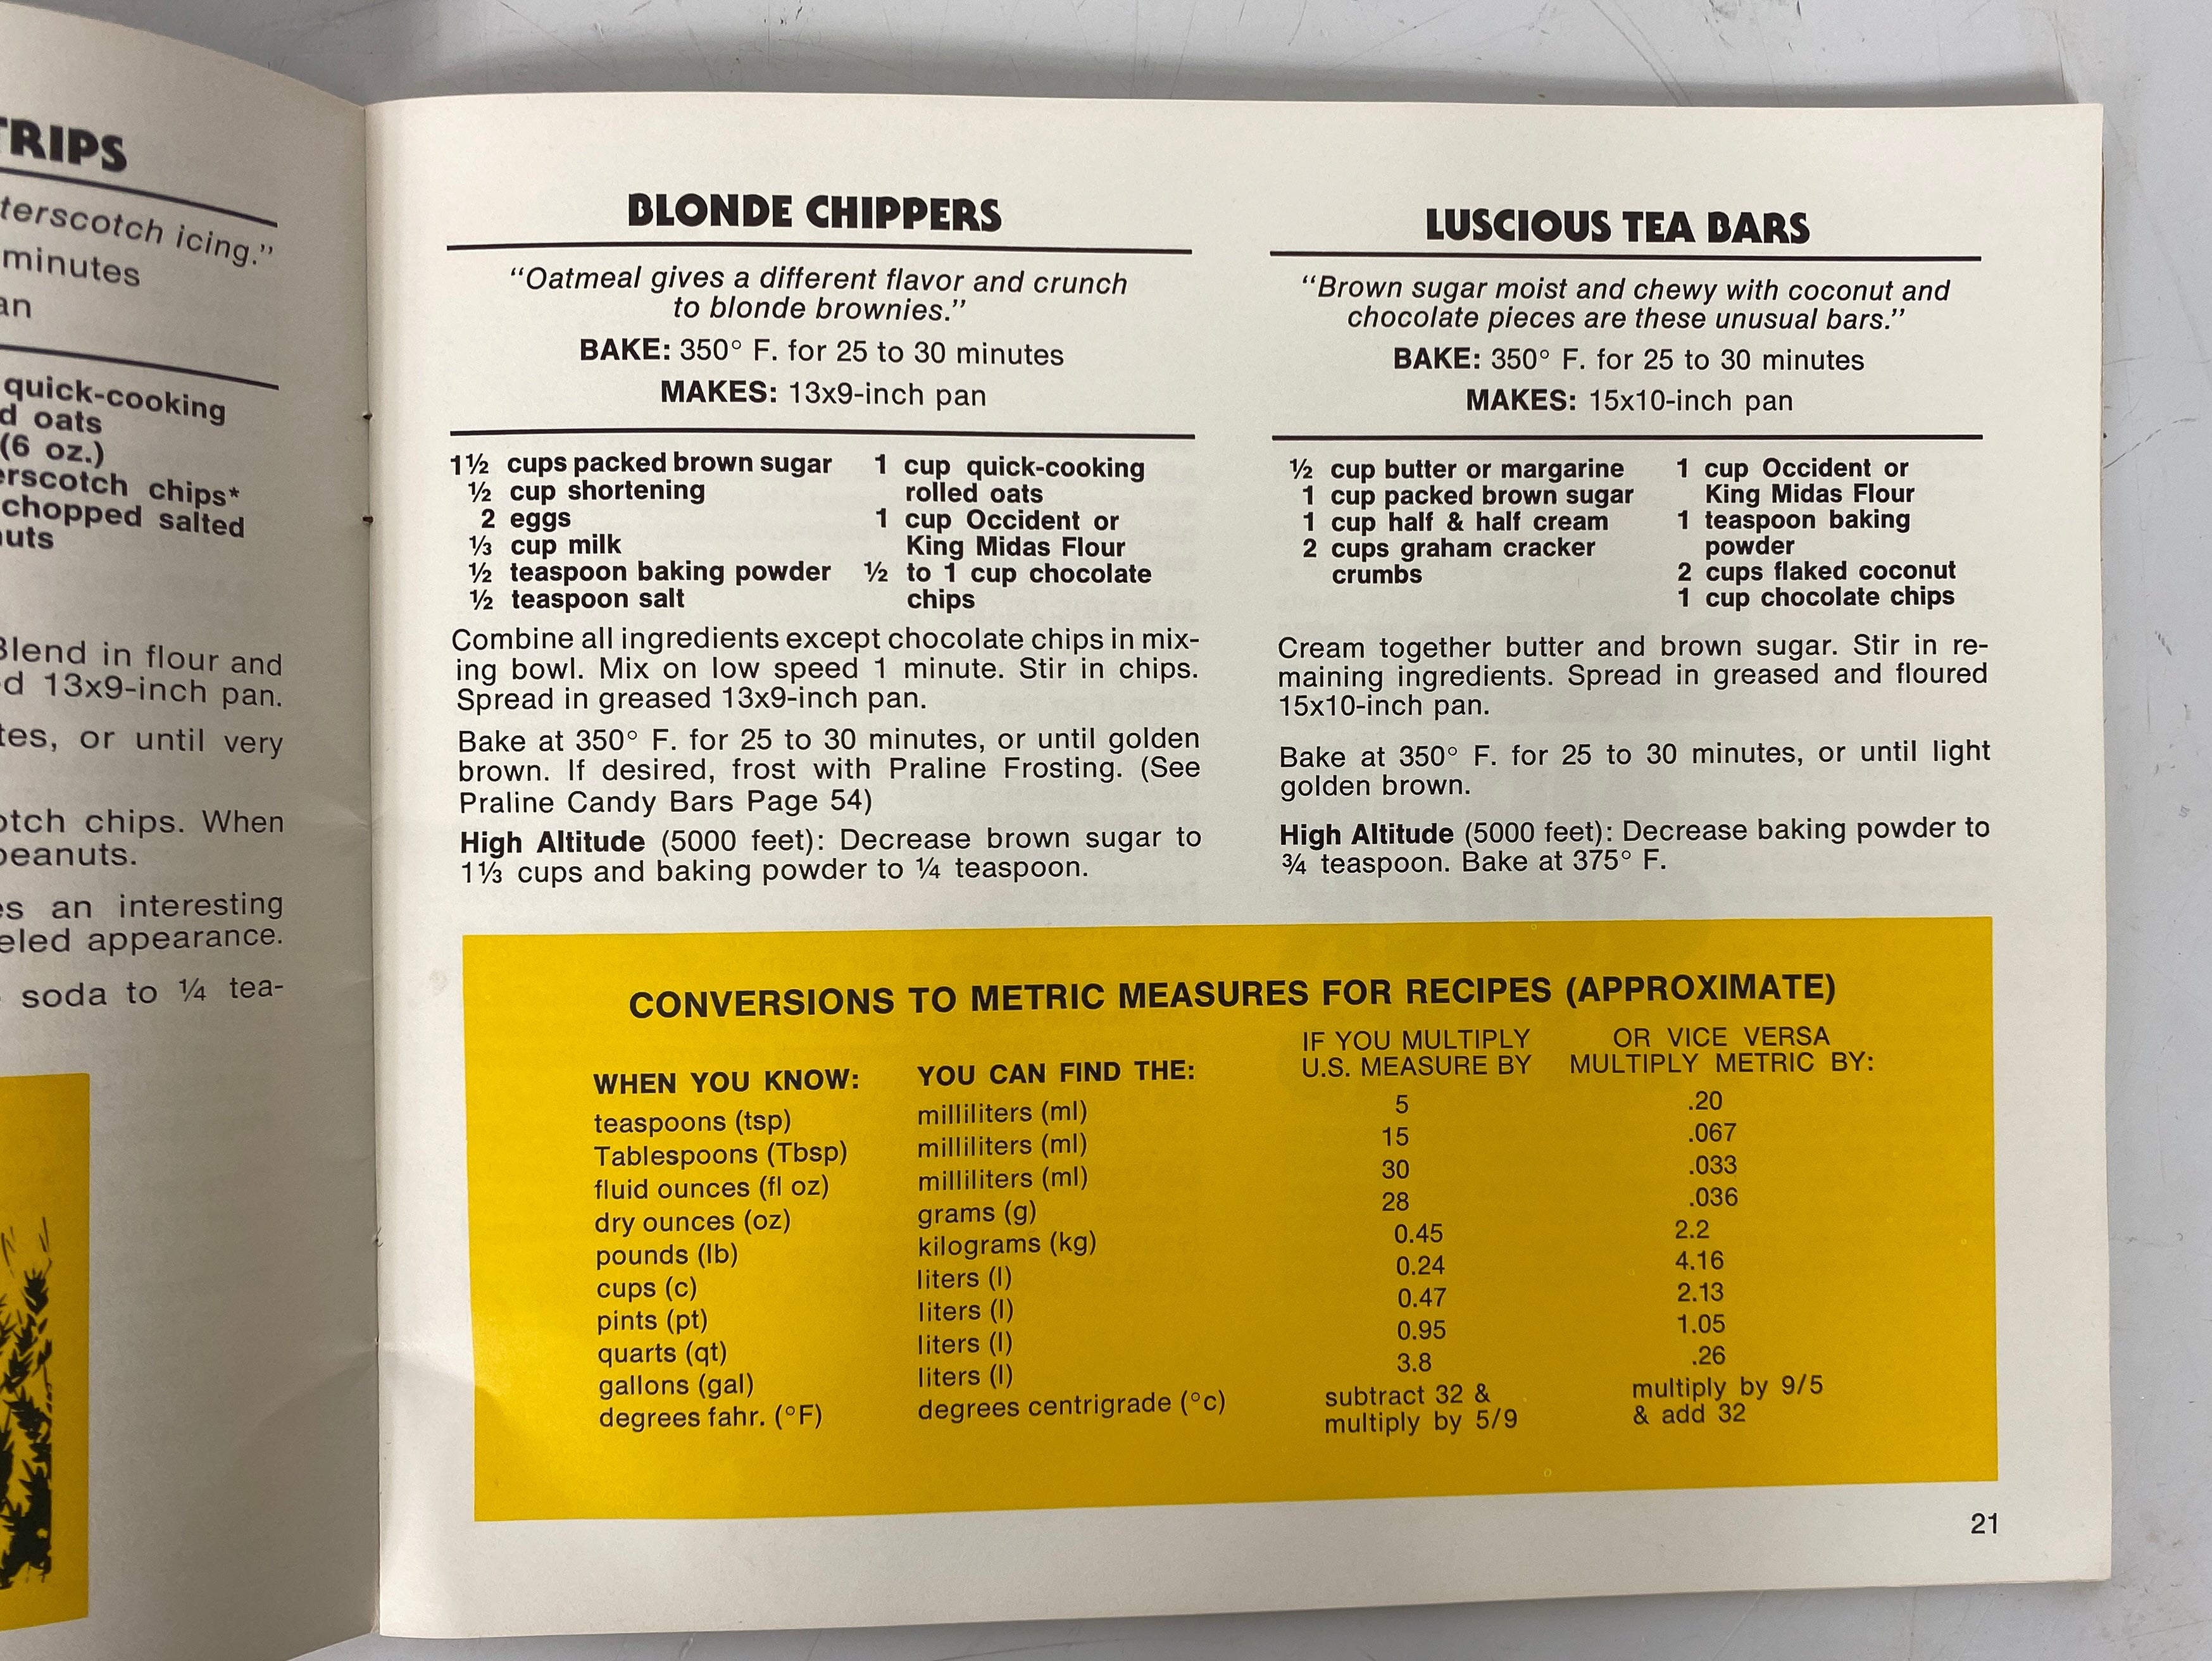 TRIPS
terscotch icing.”
minutes
an
quick-cooking
d oats
(6 oz.)
erscotch chips*
chopped salted
uts
Blend in flour and
d 13x9-inch pan.
tes, or until very
otch chips. When
peanuts.
es an interesting
eled appearance.
soda to ¼ tea-
BLONDE CHIPPERS
“Oatmeal gives a different flavor and crunch
to blonde brownies.”
BAKE: 350° F. for 25 to 30 minutes
MAKES: 13x9-inch pan
1½ cups packed brown sugar
½ cup shortening
2 eggs
⅓ cup milk
½ teaspoon baking powder
½ teaspoon salt
1 cup quick-cooking
rolled oats
1 cup Occident or
King Midas Flour
½ to 1 cup chocolate
chips
Combine all ingredients except chocolate chips in mix-
ing bowl. Mix on low speed 1 minute. Stir in chips.
Spread in greased 13x9-inch pan.
Bake at 350° F. for 25 to 30 minutes, or until golden
brown. If desired, frost with Praline Frosting. (See
Praline Candy Bars Page 54)
High Altitude (5000 feet): Decrease brown sugar to
1⅓ cups and baking powder to ¼ teaspoon.
LUSCIOUS TEA BARS
“Brown sugar moist and chewy with coconut and
chocolate pieces are these unusual bars.”
BAKE: 350° F. for 25 to 30 minutes
MAKES: 15x10-inch pan
½ cup butter or margarine
1 cup packed brown sugar
1 cup half & half cream
2 cups graham cracker
crumbs
1 cup Occident or
King Midas Flour
1 teaspoon baking
powder
2 cups flaked coconut
1 cup chocolate chips
Cream together butter and brown sugar. Stir in re-
maining ingredients. Spread in greased and floured
15x10-inch pan.
Bake at 350° F. for 25 to 30 minutes, or until light
golden brown.
High Altitude (5000 feet): Decrease baking powder to
¾ teaspoon. Bake at 375° F.
CONVERSIONS TO METRIC MEASURES FOR RECIPES (APPROXIMATE)
WHEN YOU KNOW: YOU CAN FIND THE: IF YOU MULTIPLY U.S. MEASURE BY OR VICE VERSA MULTIPLY METRIC BY:
teaspoons (tsp) milliliters (ml) 5 .20
Tablespoons (Tbsp) milliliters (ml) 15 .067
fluid ounces (fl oz) milliliters (ml) 30 .033
dry ounces (oz) grams (g) 28 .036
pounds (lb) kilograms (kg) 0.45 2.2
cups (c) liters (l) 0.24 4.16
pints (pt) liters (l) 0.47 2.13
quarts (qt) liters (l) 0.95 1.05
gallons (gal) liters (l) 3.8 .26
degrees fahr. (°F) degrees centrigrade (°c) subtract 32 & multiply by 5/9 multiply by 9/5 & add 32
21